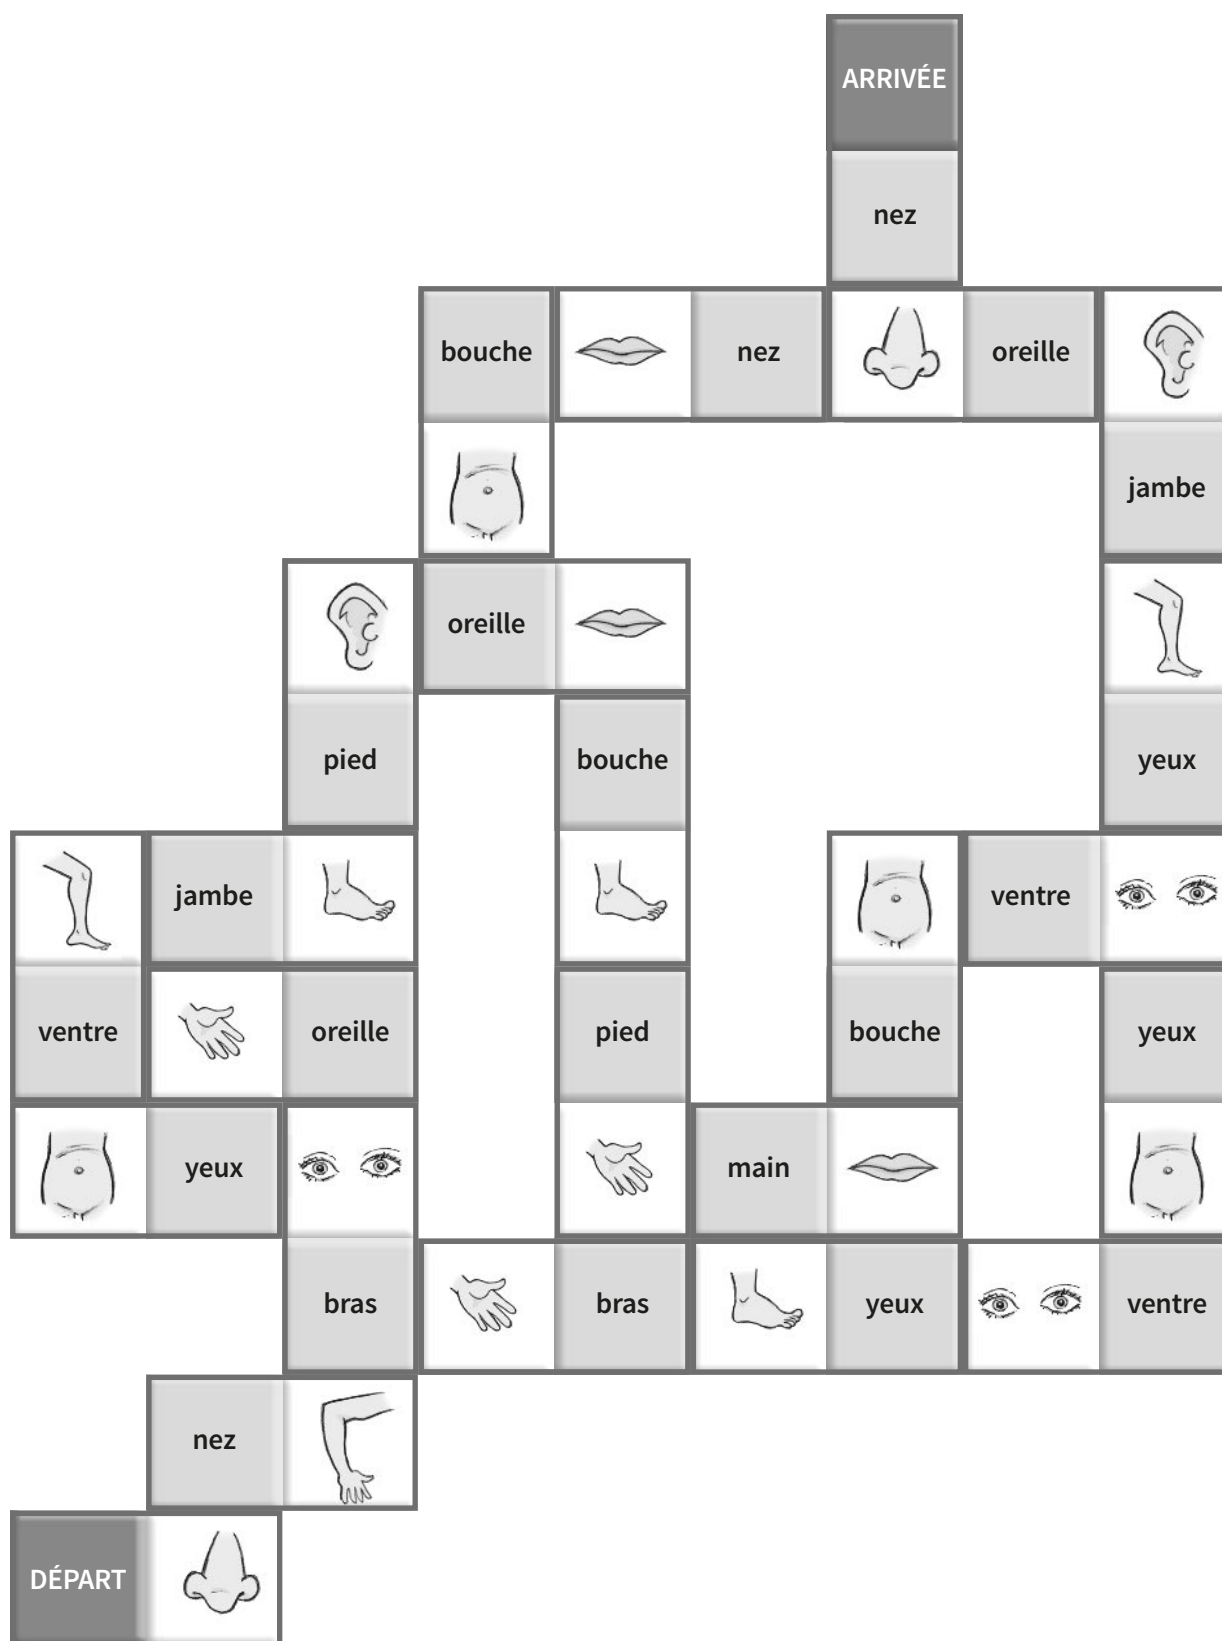 ARRIVÉE
nez
bouche
nez
oreille
jambe
oreille
pied
bouche
yeux
jambe
ventre
ventre
oreille
pied
bouche
yeux
yeux
main
bras
bras
yeux
ventre
nez
DÉPART